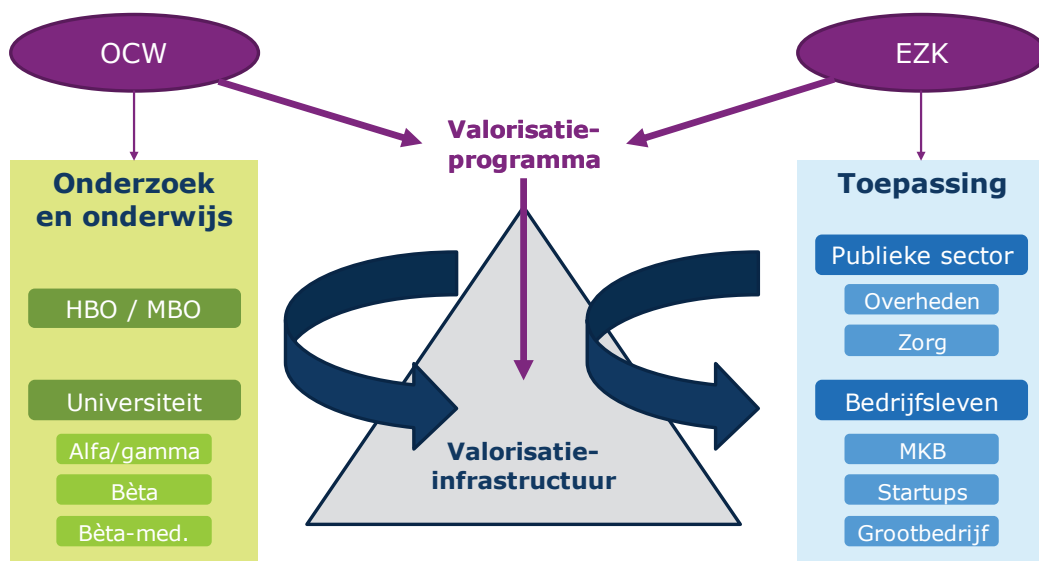 OCW
EZK
Valorisatie-
programma
Onderzoek
en onderwijs
HBO / MBO
Universiteit
Alfa/gamma
Bèta
Bèta-med.
Valorisatie-
infrastructuur
Toepassing
Publieke sector
Overheden
Zorg
Bedrijfsleven
MKB
Startups
Grootbedrijf